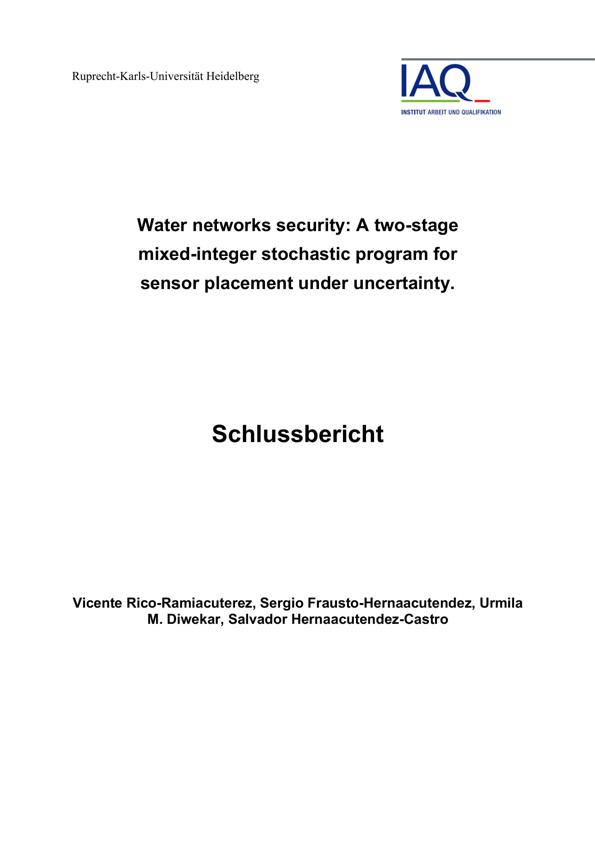 Ruprecht-Karls-Universität Heidelberg
IAQ
INSTITUT ARBEIT UND QUALIFIKATION
Water networks security: A two-stage
mixed-integer stochastic program for
sensor placement under uncertainty.
Schlussbericht
Vicente Rico-Ramiacuterez, Sergio Frausto-Hernaacutendez, Urmila
M. Diwekar, Salvador Hernaacutendez-Castro